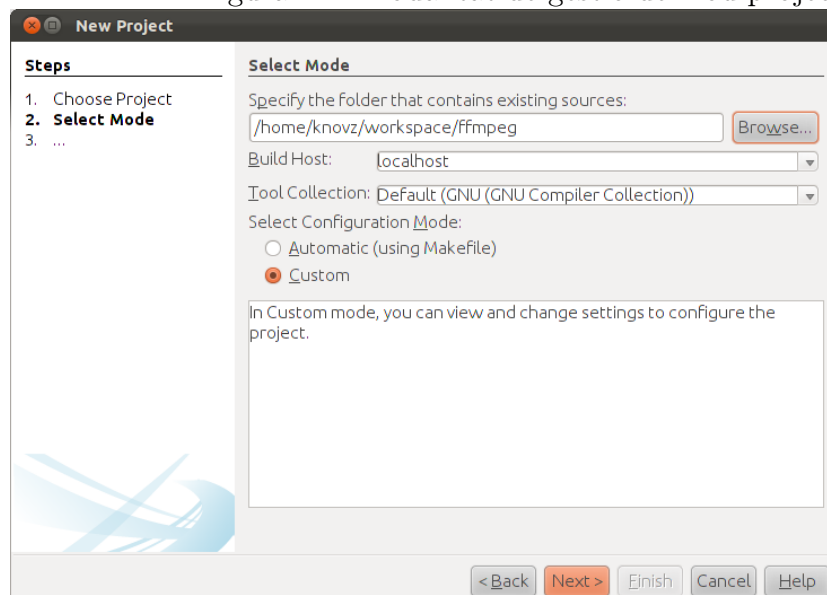 New Project
Steps
1. Choose Project
2. Select Mode
3. ...
Select Mode
Specify the folder that contains existing sources:
/home/knovz/workspace/ffmpeg
Browse...
Build Host:
localhost
Tool Collection:
Default (GNU (GNU Compiler Collection))
Select Configuration Mode:
Automatic (using Makefile)
Custom
In Custom mode, you can view and change settings to configure the
project.
< Back
Next >
Finish
Cancel
Help